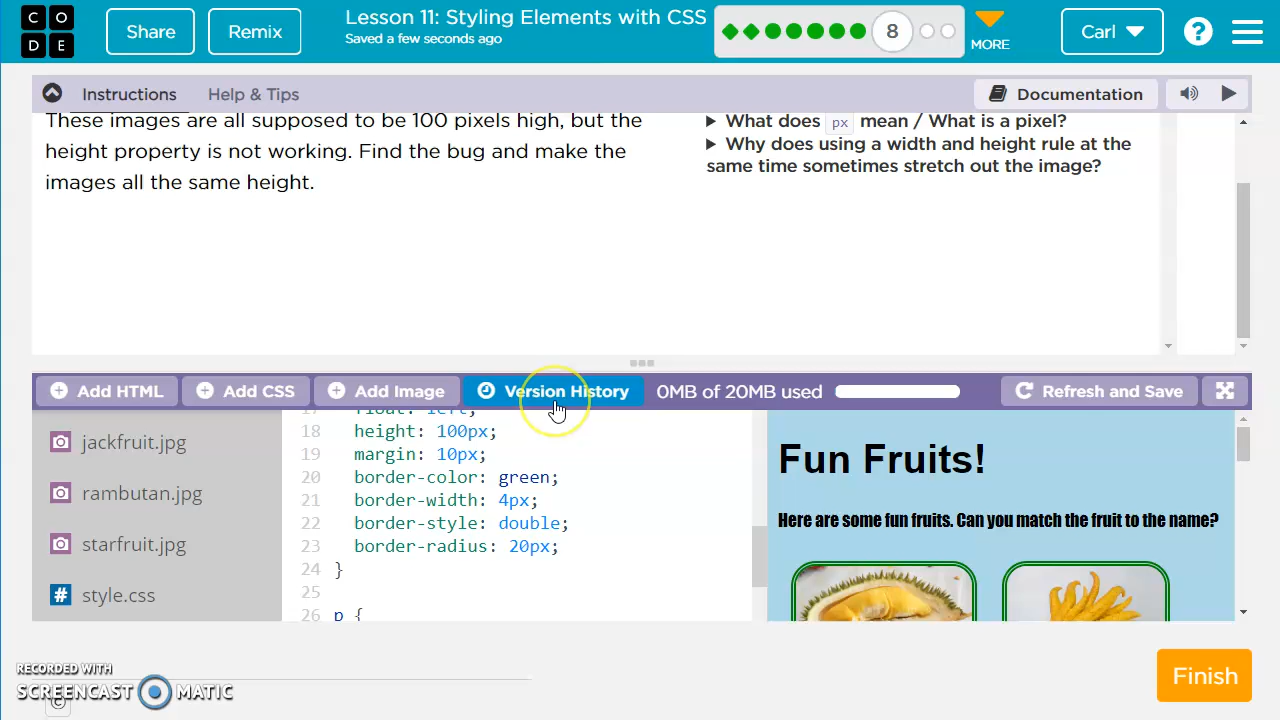 C O
D E
Share
Remix
Lesson 11: Styling Elements with CSS
Saved a few seconds ago
8
MORE
Carl
?
Instructions
Help & Tips
Documentation
These images are all supposed to be 100 pixels high, but the
height property is not working. Find the bug and make the
images all the same height.
What does px mean / What is a pixel?
Why does using a width and height rule at the
same time sometimes stretch out the image?
Add HTML
Add CSS
Add Image
Version History
0MB of 20MB used
Refresh and Save
jackfruit.jpg
rambutan.jpg
starfruit.jpg
# style.css
17 float: left;
18 height: 100px;
19 margin: 10px;
20 border-color: green;
21 border-width: 4px;
22 border-style: double;
23 border-radius: 20px;
24 }
25
26 p {
Fun Fruits!
Here are some fun fruits. Can you match the fruit to the name?
Finish
RECORDED WITH
SCREENCAST MATIC
©